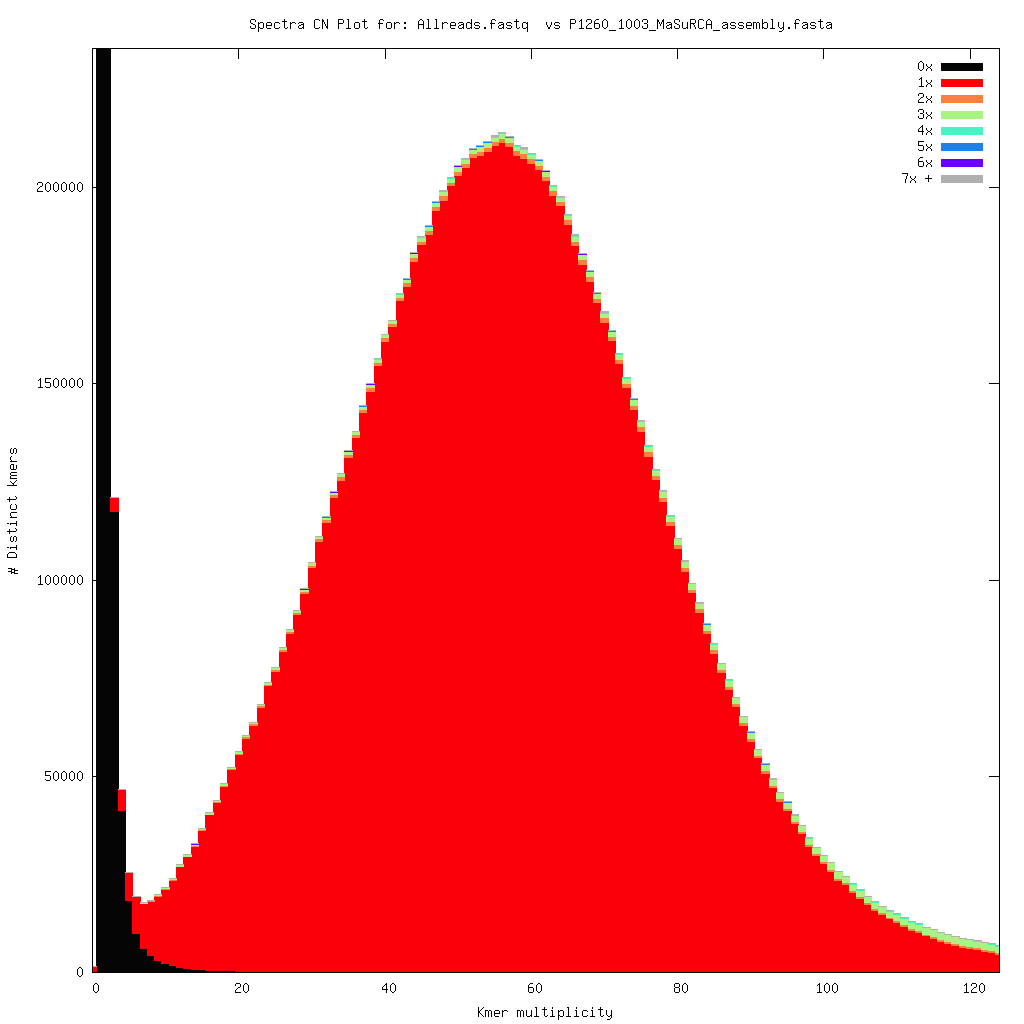 Spectra CN Plot for: Allreads.fastq  vs P1260_1003_MaSuRCA_assembly.fasta
0x
1x
2x
3x
4x
5x
6x
7x +
200000
150000
100000
50000
0
# Distinct kmers
0 20 40 60 80 100 120
Kmer multiplicity